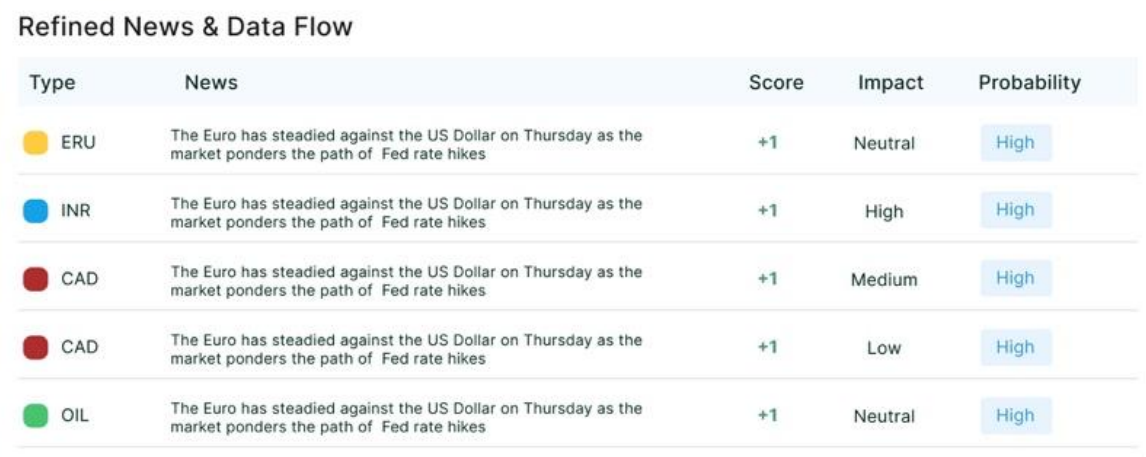 Refined News & Data Flow
Type News Score Impact Probability
The Euro has steadied against the US Dollar on Thursday as the
ERU +1 Neutral High
market ponders the path of Fed rate hikes
The Euro has steadied against the US Dollar on Thursday as the
INR +1 High High
market ponders the path of Fed rate hikes
The Euro has steadied against the US Dollar on Thursday as the
CAD +1 Medium High
market ponders the path of Fed rate hikes
The Euro has steadied against the US Dollar on Thursday as the
CAD +1 Low High
market ponders the path of Fed rate hikes
The Euro has steadied against the US Dollar on Thursday as the
OIL +1 Neutral High
market ponders the path of Fed rate hikes